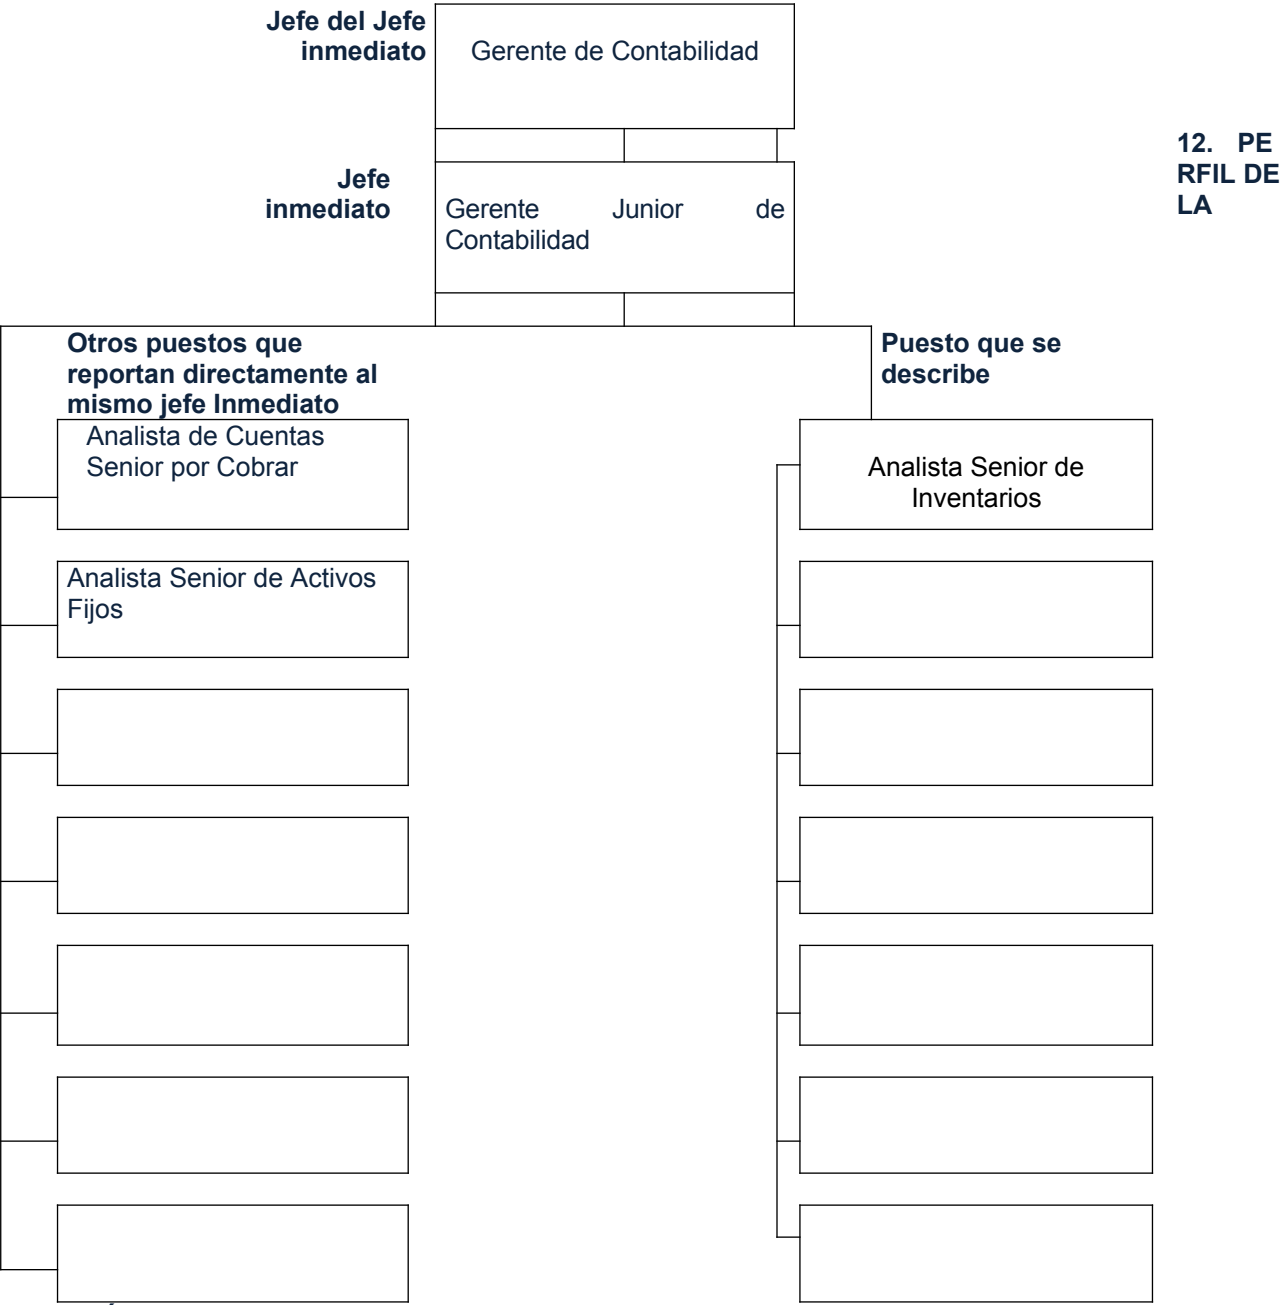 Jefe del Jefe
inmediato
Gerente de Contabilidad
12. PE
RFIL DE
LA
Jefe
inmediato
Gerente Junior de
Contabilidad
Otros puestos que
reportan directamente al
mismo jefe Inmediato
Puesto que se
describe
Analista de Cuentas
Senior por Cobrar
Analista Senior de
Inventarios
Analista Senior de Activos
Fijos